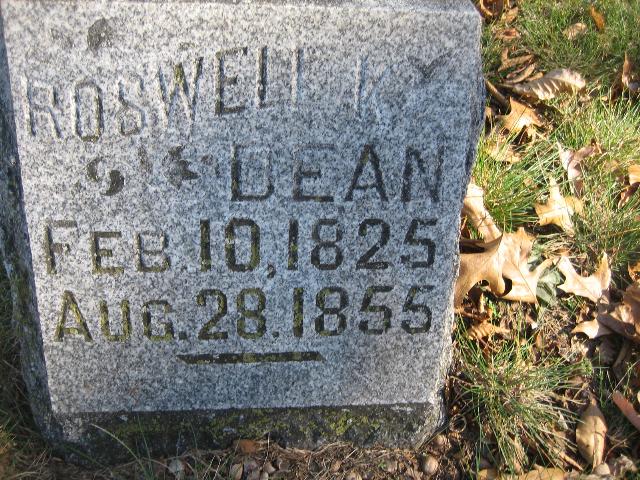 ROSWELL K
DEAN
FEB. 10, 1825
AUG. 28. 1855